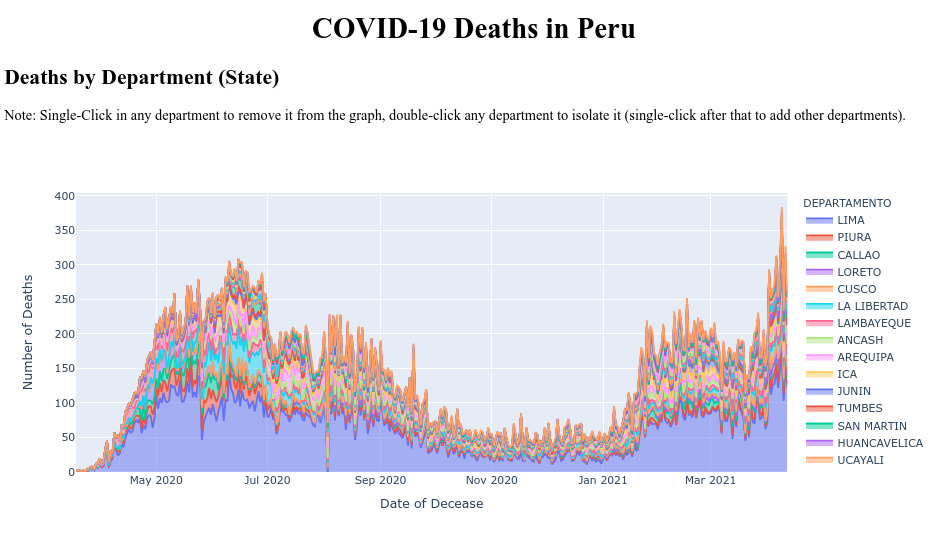 COVID-19 Deaths in Peru
Deaths by Department (State)
Note: Single-Click in any department to remove it from the graph, double-click any department to isolate it (single-click after that to add other departments).
Number of Deaths
400
350
300
250
200
150
100
50
0
May 2020
Jul 2020
Sep 2020
Nov 2020
Jan 2021
Mar 2021
Date of Decease
DEPARTAMENTO
LIMA
PIURA
CALLAO
LORETO
CUSCO
LA LIBERTAD
LAMBAYEQUE
ANCASH
AREQUIPA
ICA
JUNIN
TUMBES
SAN MARTIN
HUANCAVELICA
UCAYALI